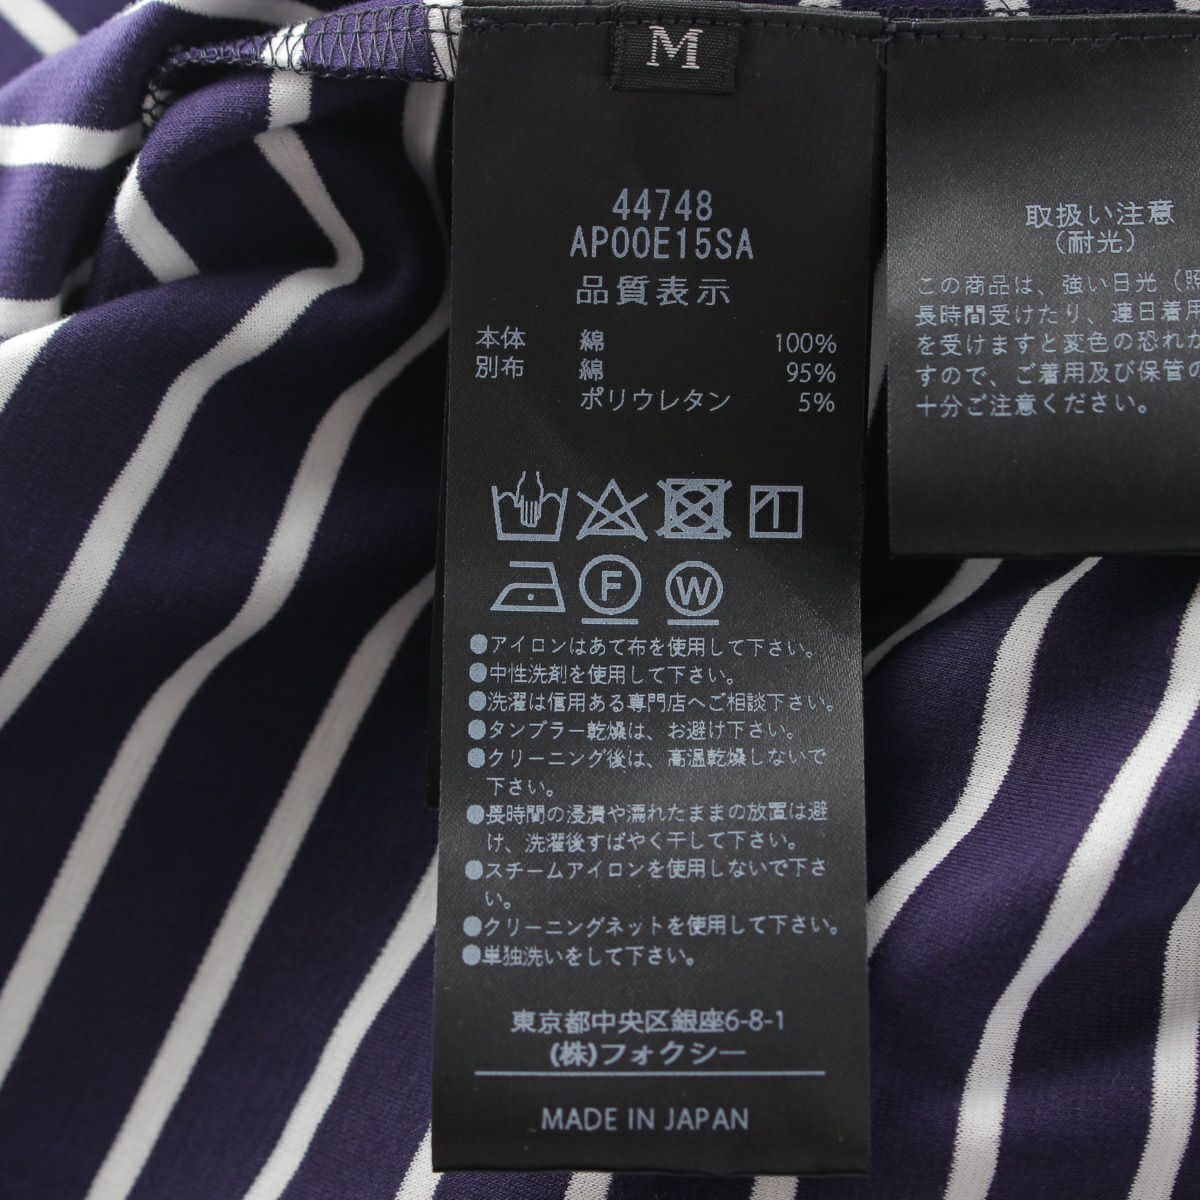 M
44748
AP00E15SA
品質表示
本体 綿 100%
別布 綿 95%
ポリウレタン 5%
F W
●アイロンはあて布を使用して下さい。
●中性洗剤を使用して下さい。
●洗濯は信用ある専門店へご相談下さい。
●タンブラー乾燥は、お避け下さい。
●クリーニング後は、高温乾燥しないで
下さい。
●長時間の浸漬や濡れたままの放置は避
け、洗濯後すばやく干して下さい。
●スチームアイロンを使用しないで下さ
い。
●クリーニングネットを使用して下さい。
●単独洗いをして下さい。
東京都中央区銀座6-8-1
(株)フォクシー
MADE IN JAPAN
取扱い注意
(耐光)
この商品は、強い日光(照
長時間受けたり、連日着用
を受けますと変色の恐れが
すので、ご着用及び保管の
十分ご注意ください。